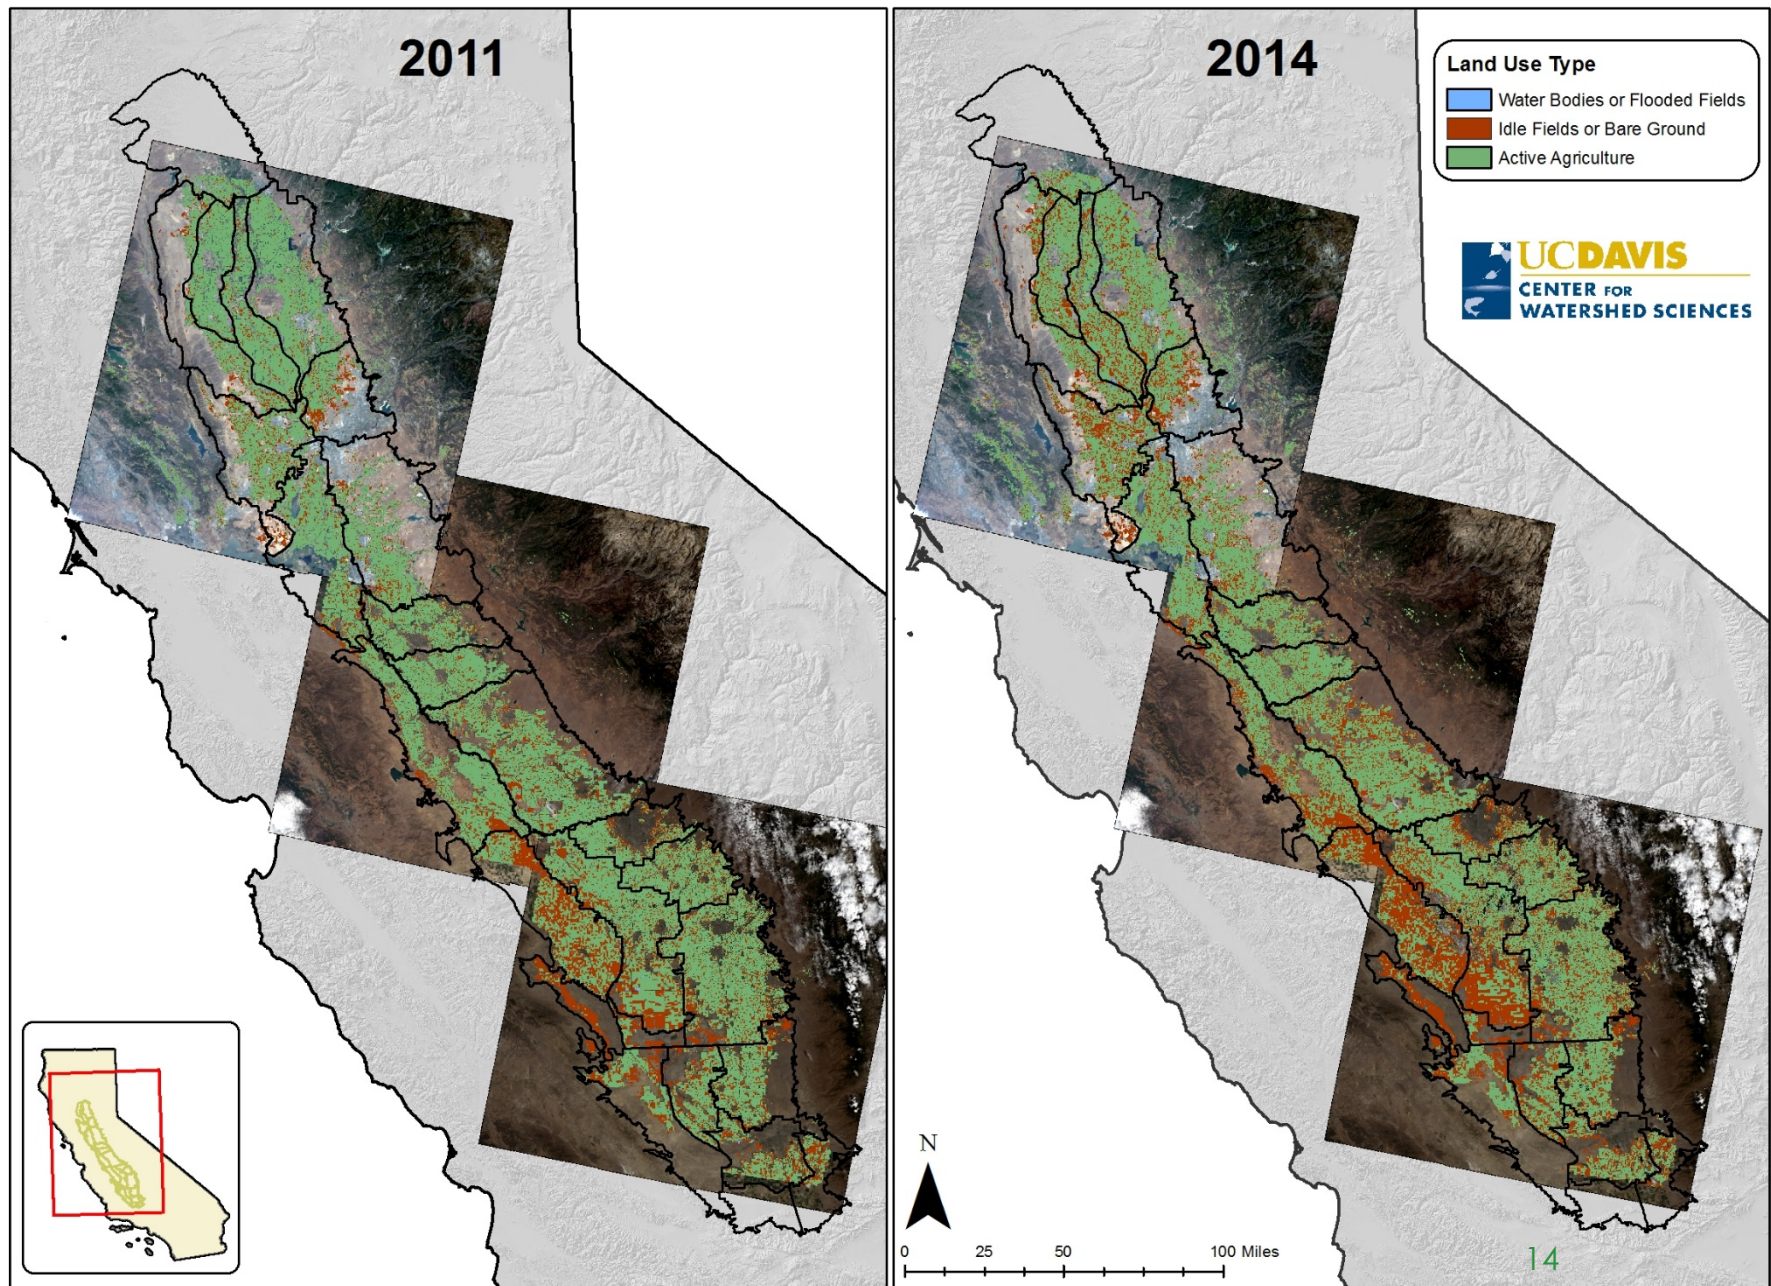 2011
2014
Land Use Type
Water Bodies or Flooded Fields
Idle Fields or Bare Ground
Active Agriculture
UCDAVIS
CENTER FOR
WATERSHED SCIENCES
N
0 25 50 100 Miles
14